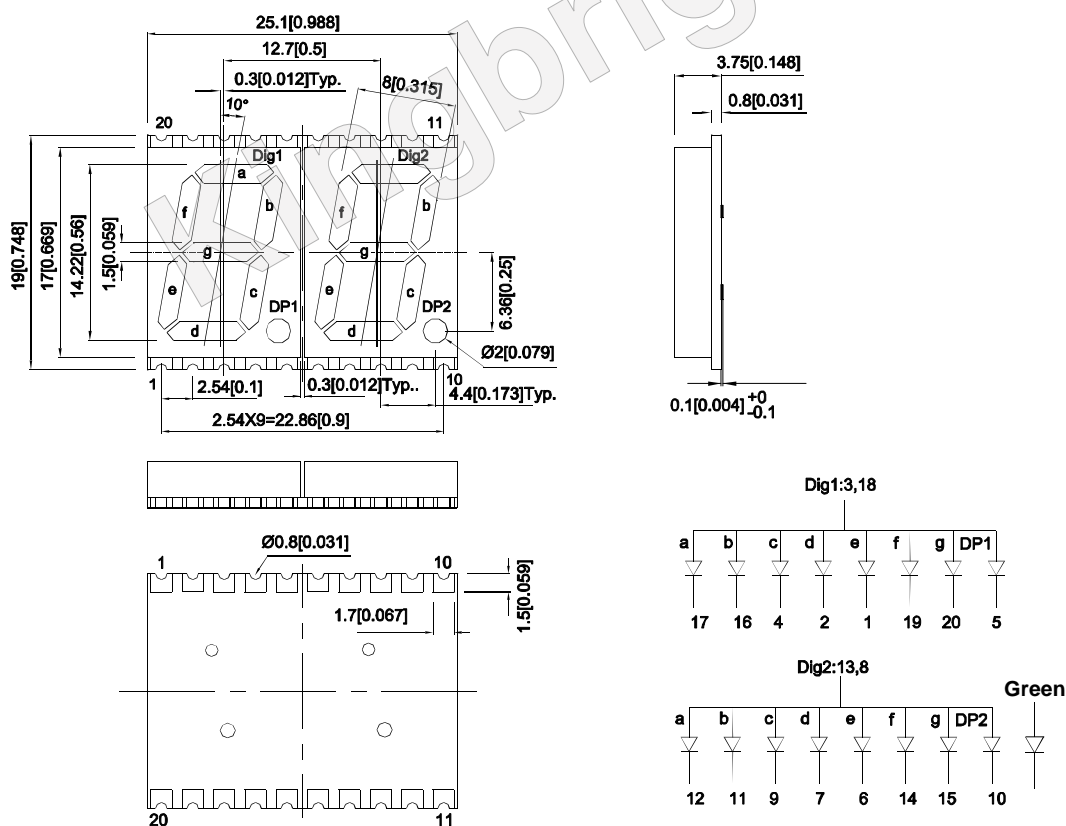 25.1[0.988]
12.7[0.5]
0.3[0.012]Typ.
8[0.315]
10°
20
11
Dig1
Dig2
a
b
f
g
e
c
d
DP1
f
b
g
e
c
d
DP2
19[0.748]
17[0.669]
14.22[0.56]
1.5[0.059]
6.36[0.25]
Ø2[0.079]
1
10
2.54[0.1]
0.3[0.012]Typ..
4.4[0.173]Typ.
2.54X9=22.86[0.9]
3.75[0.148]
0.8[0.031]
0.1[0.004] +0
-0.1
Ø0.8[0.031]
1
10
1.7[0.067]
1.5[0.059]
20
11
Dig1:3,18
a b c d e f g DP1
17 16 4 2 1 19 20 5
Dig2:13,8
Green
a b c d e f g DP2
12 11 9 7 6 14 15 10
Kingbrig